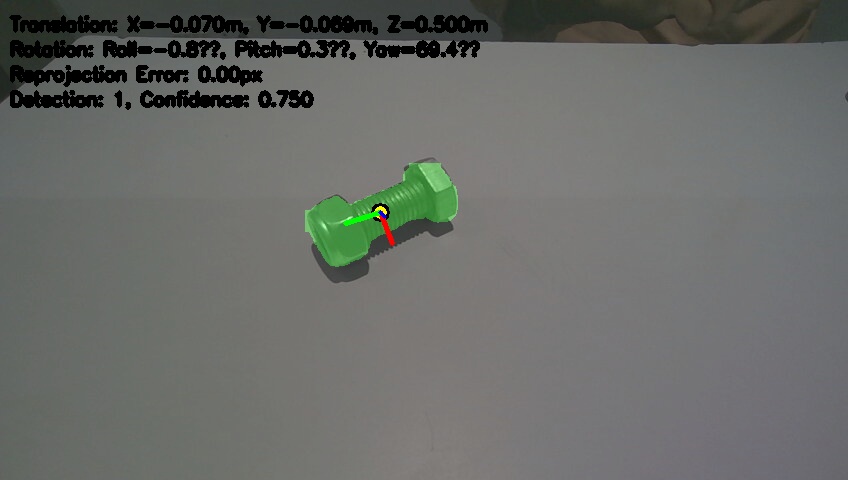 Translation: X=-0.070m, Y=-0.069m, Z=0.500m
Rotation: Roll=-0.8??, Pitch=0.3??, Yaw=69.4??
Reprojection Error: 0.00px
Detection: 1, Confidence: 0.750